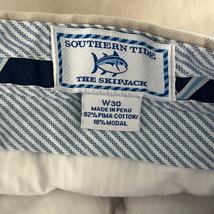 SOUTHERN TIDE
THE SKIPJACK
W30
MADE IN PERU
82% PIMA COTTON/
18% MODAL